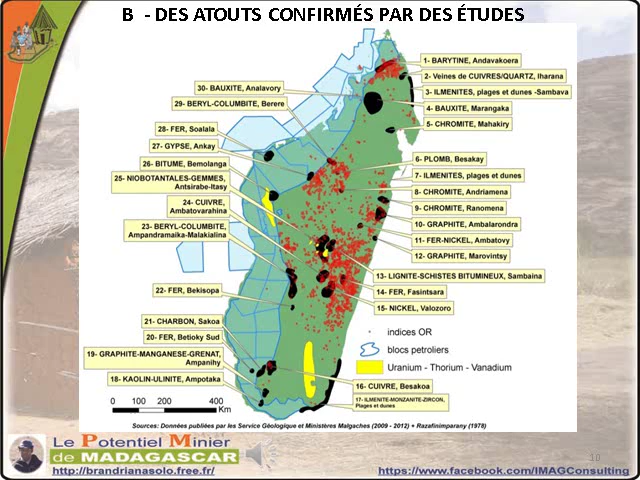 B - DES ATOUTS CONFIRMÉS PAR DES ÉTUDES
1- BARYTINE, Andavakoera
2- Veines de CUIVRES/QUARTZ, Iharana
3- ILMENITES, plages et dunes -Sambava
4- BAUXITE, Marangaka
5- CHROMITE, Mahakiry
6- PLOMB, Besakay
7- ILMENITES, plages et dunes
8- CHROMITE, Andriamena
9- CHROMITE, Ranomena
10- GRAPHITE, Ambalarondra
11- FER-NICKEL, Ambatovy
12- GRAPHITE, Marovintsy
13- LIGNITE-SCHISTES BITUMINEUX, Sambaina
14- FER, Fasintsara
15- NICKEL, Valozoro
30- BAUXITE, Analavory
29- BERYL-COLUMBITE, Berere
28- FER, Soalala
27- GYPSE, Ankay
26- BITUME, Bemolanga
25- NIOBOTANTALES-GEMMES,
Antsirabe-Itasy
24- CUIVRE,
Ambatovarahina
23- BERYL-COLUMBITE,
Ampandramaika-Malakialina
22- FER, Bekisopa
21- CHARBON, Sakoa
20- FER, Betioky Sud
19- GRAPHITE-MANGANESE-GRENAT,
Ampanihy
18- KAOLIN-ULINITE, Ampotaka
indices OR
blocs petroliers
Uranium - Thorium - Vanadium
16- CUIVRE, Besakoa
17- ILMENITE-MONZANITE-ZIRCON,
Plages et dunes
0 100 200 400
Km
Sources: Données publiées par les Service Géologique et Ministères Malgaches (2009 - 2012) + Razafinimparany (1978)
Le Potentiel Minier
de MADAGASCAR
http://brandrianasolo.free.fr/
10
https://www.facebook.com/IMAGConsulting